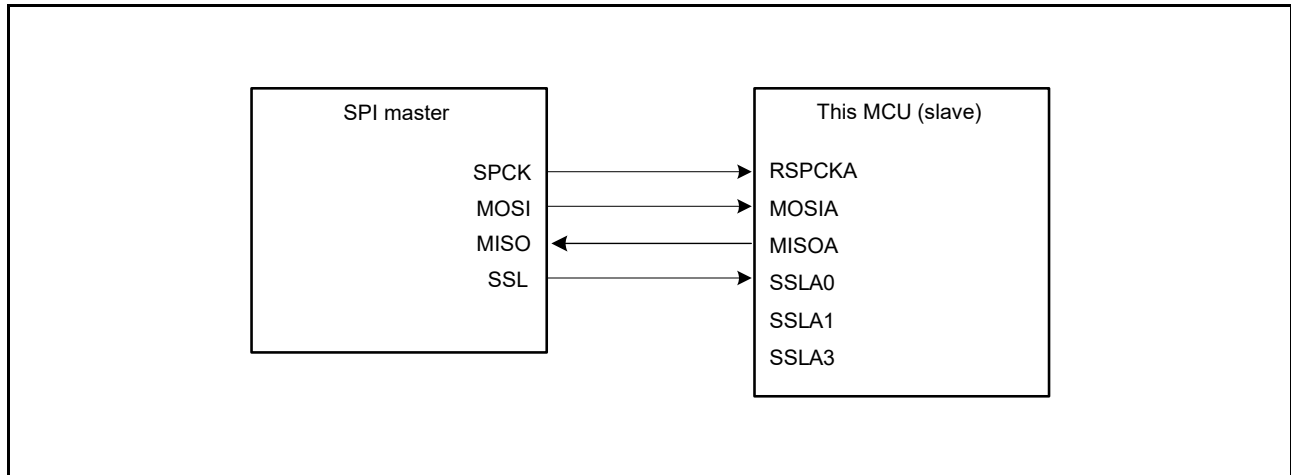 SPI master
SPCK
MOSI
MISO
SSL
This MCU (slave)
RSPCKA
MOSIA
MISOA
SSLA0
SSLA1
SSLA3